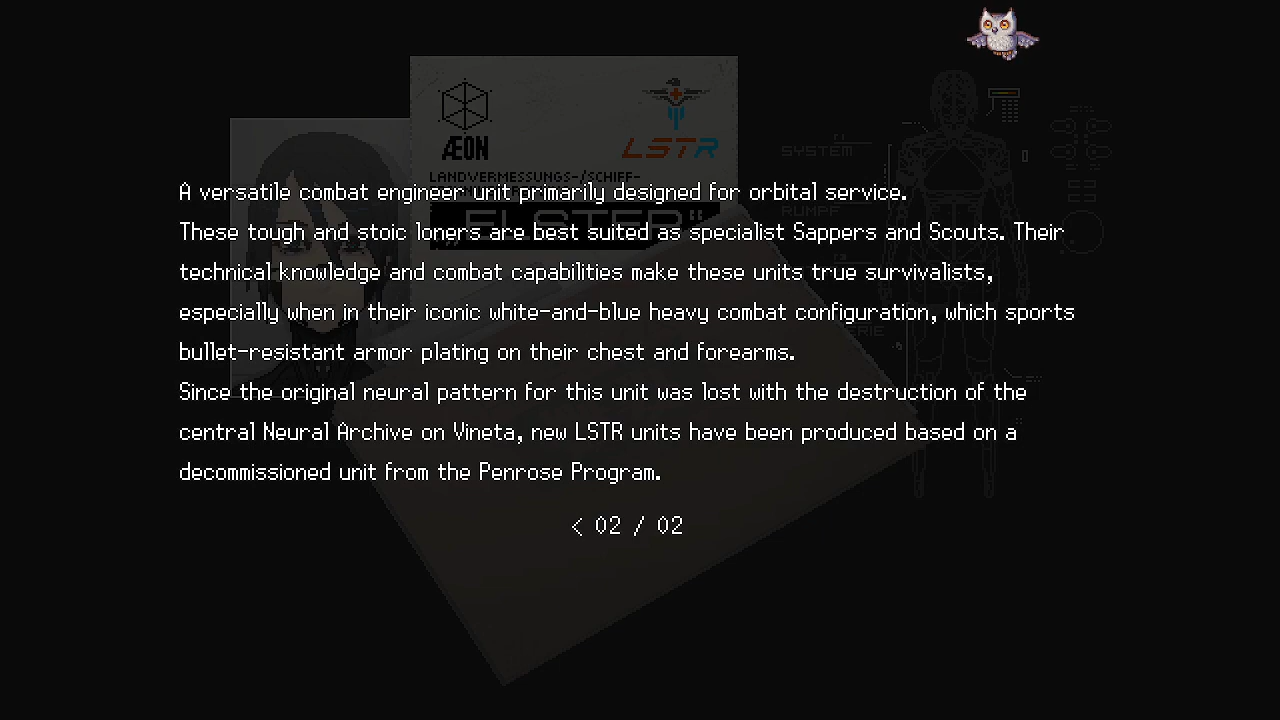 ÆON
LSTR
LANDVERMESSUNGS-/SCHIFF-
„ELSTER“
SYSTEM
RUMPF
A versatile combat engineer unit primarily designed for orbital service.
These tough and stoic loners are best suited as specialist Sappers and Scouts. Their
technical knowledge and combat capabilities make these units true survivalists,
especially when in their iconic white-and-blue heavy combat configuration, which sports
bullet-resistant armor plating on their chest and forearms.
Since the original neural pattern for this unit was lost with the destruction of the
central Neural Archive on Vineta, new LSTR units have been produced based on a
decommissioned unit from the Penrose Program.
< 02 / 02